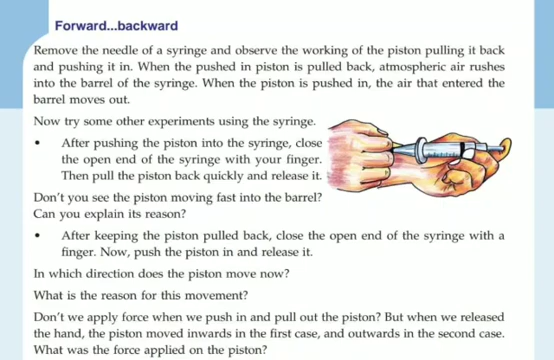 Forward...backward
Remove the needle of a syringe and observe the working of the piston pulling it back
and pushing it in. When the pushed in piston is pulled back, atmospheric air rushes
into the barrel of the syringe. When the piston is pushed in, the air that entered the
barrel moves out.
Now try some other experiments using the syringe.
• After pushing the piston into the syringe, close
the open end of the syringe with your finger.
Then pull the piston back quickly and release it.
Don't you see the piston moving fast into the barrel?
Can you explain its reason?
• After keeping the piston pulled back, close the open end of the syringe with a
finger. Now, push the piston in and release it.
In which direction does the piston move now?
What is the reason for this movement?
Don't we apply force when we push in and pull out the piston? But when we released
the hand, the piston moved inwards in the first case, and outwards in the second case.
What was the force applied on the piston?